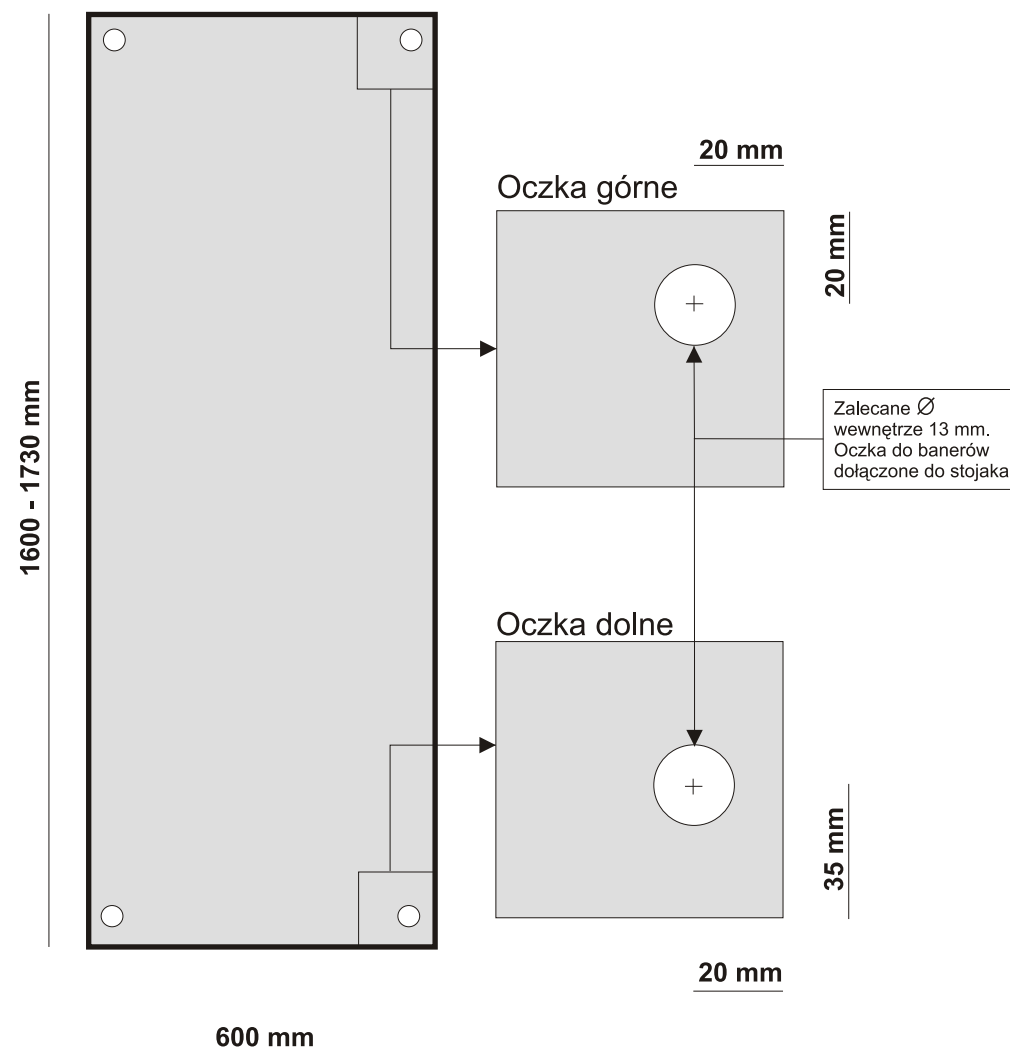 20 mm
Oczka górne
20 mm
1600 - 1730 mm
Zalecane Ø
wewnętrze 13 mm.
Oczka do banerów
dołączone do stojaka
Oczka dolne
35 mm
20 mm
600 mm